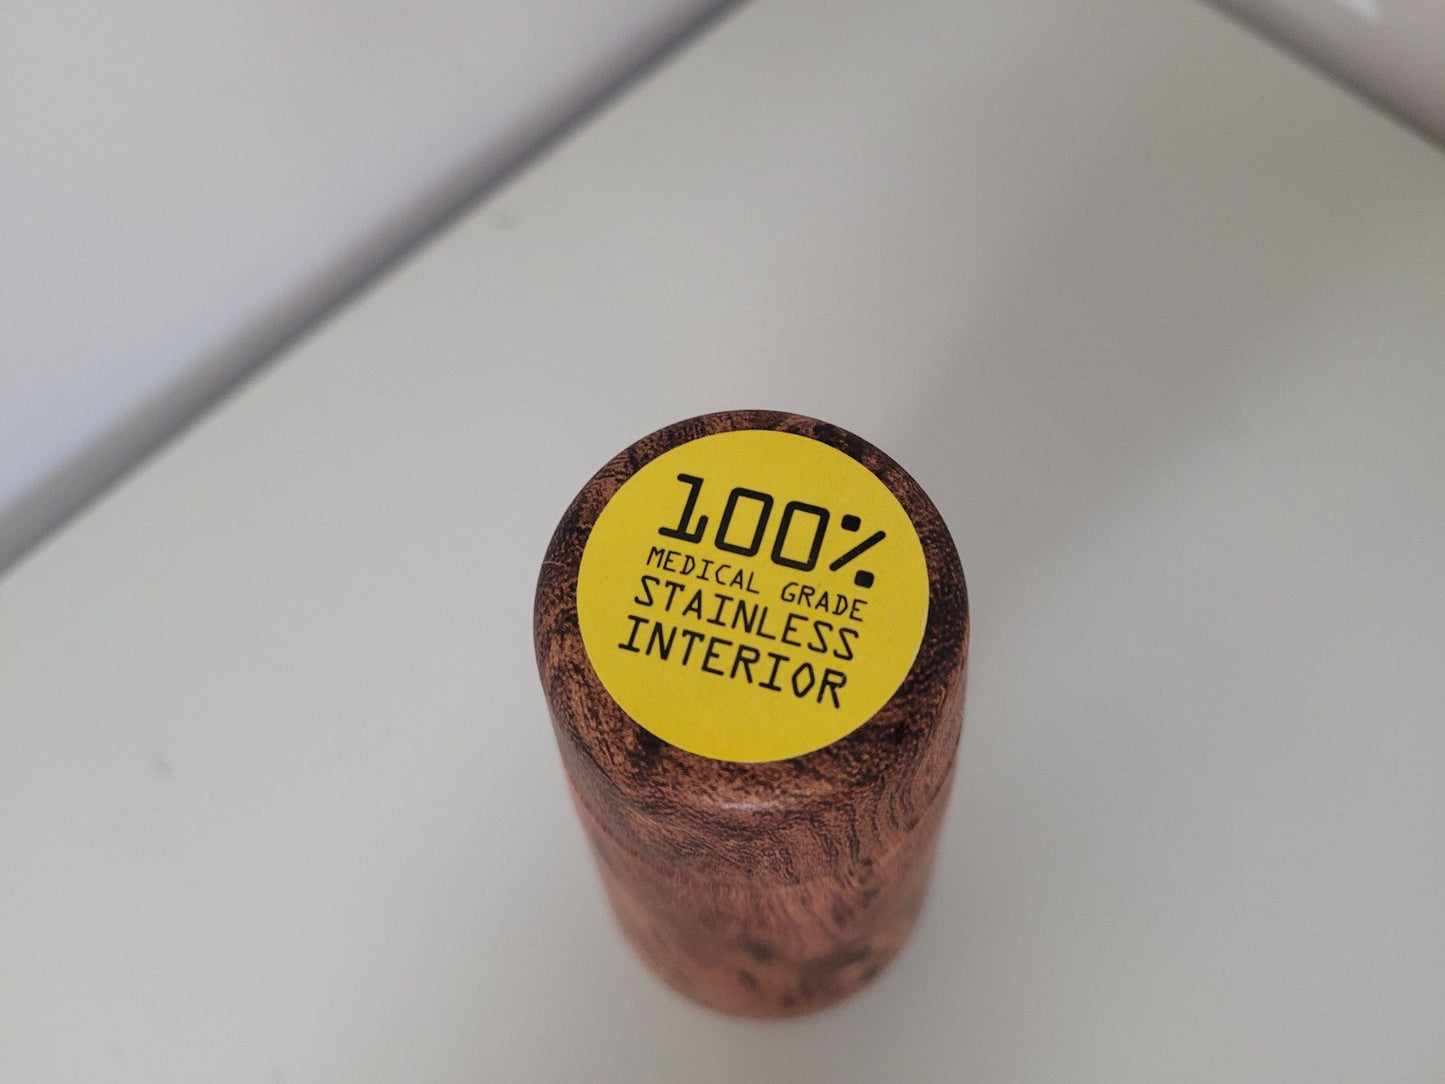 100%
MEDICAL GRADE
STAINLESS
INTERIOR